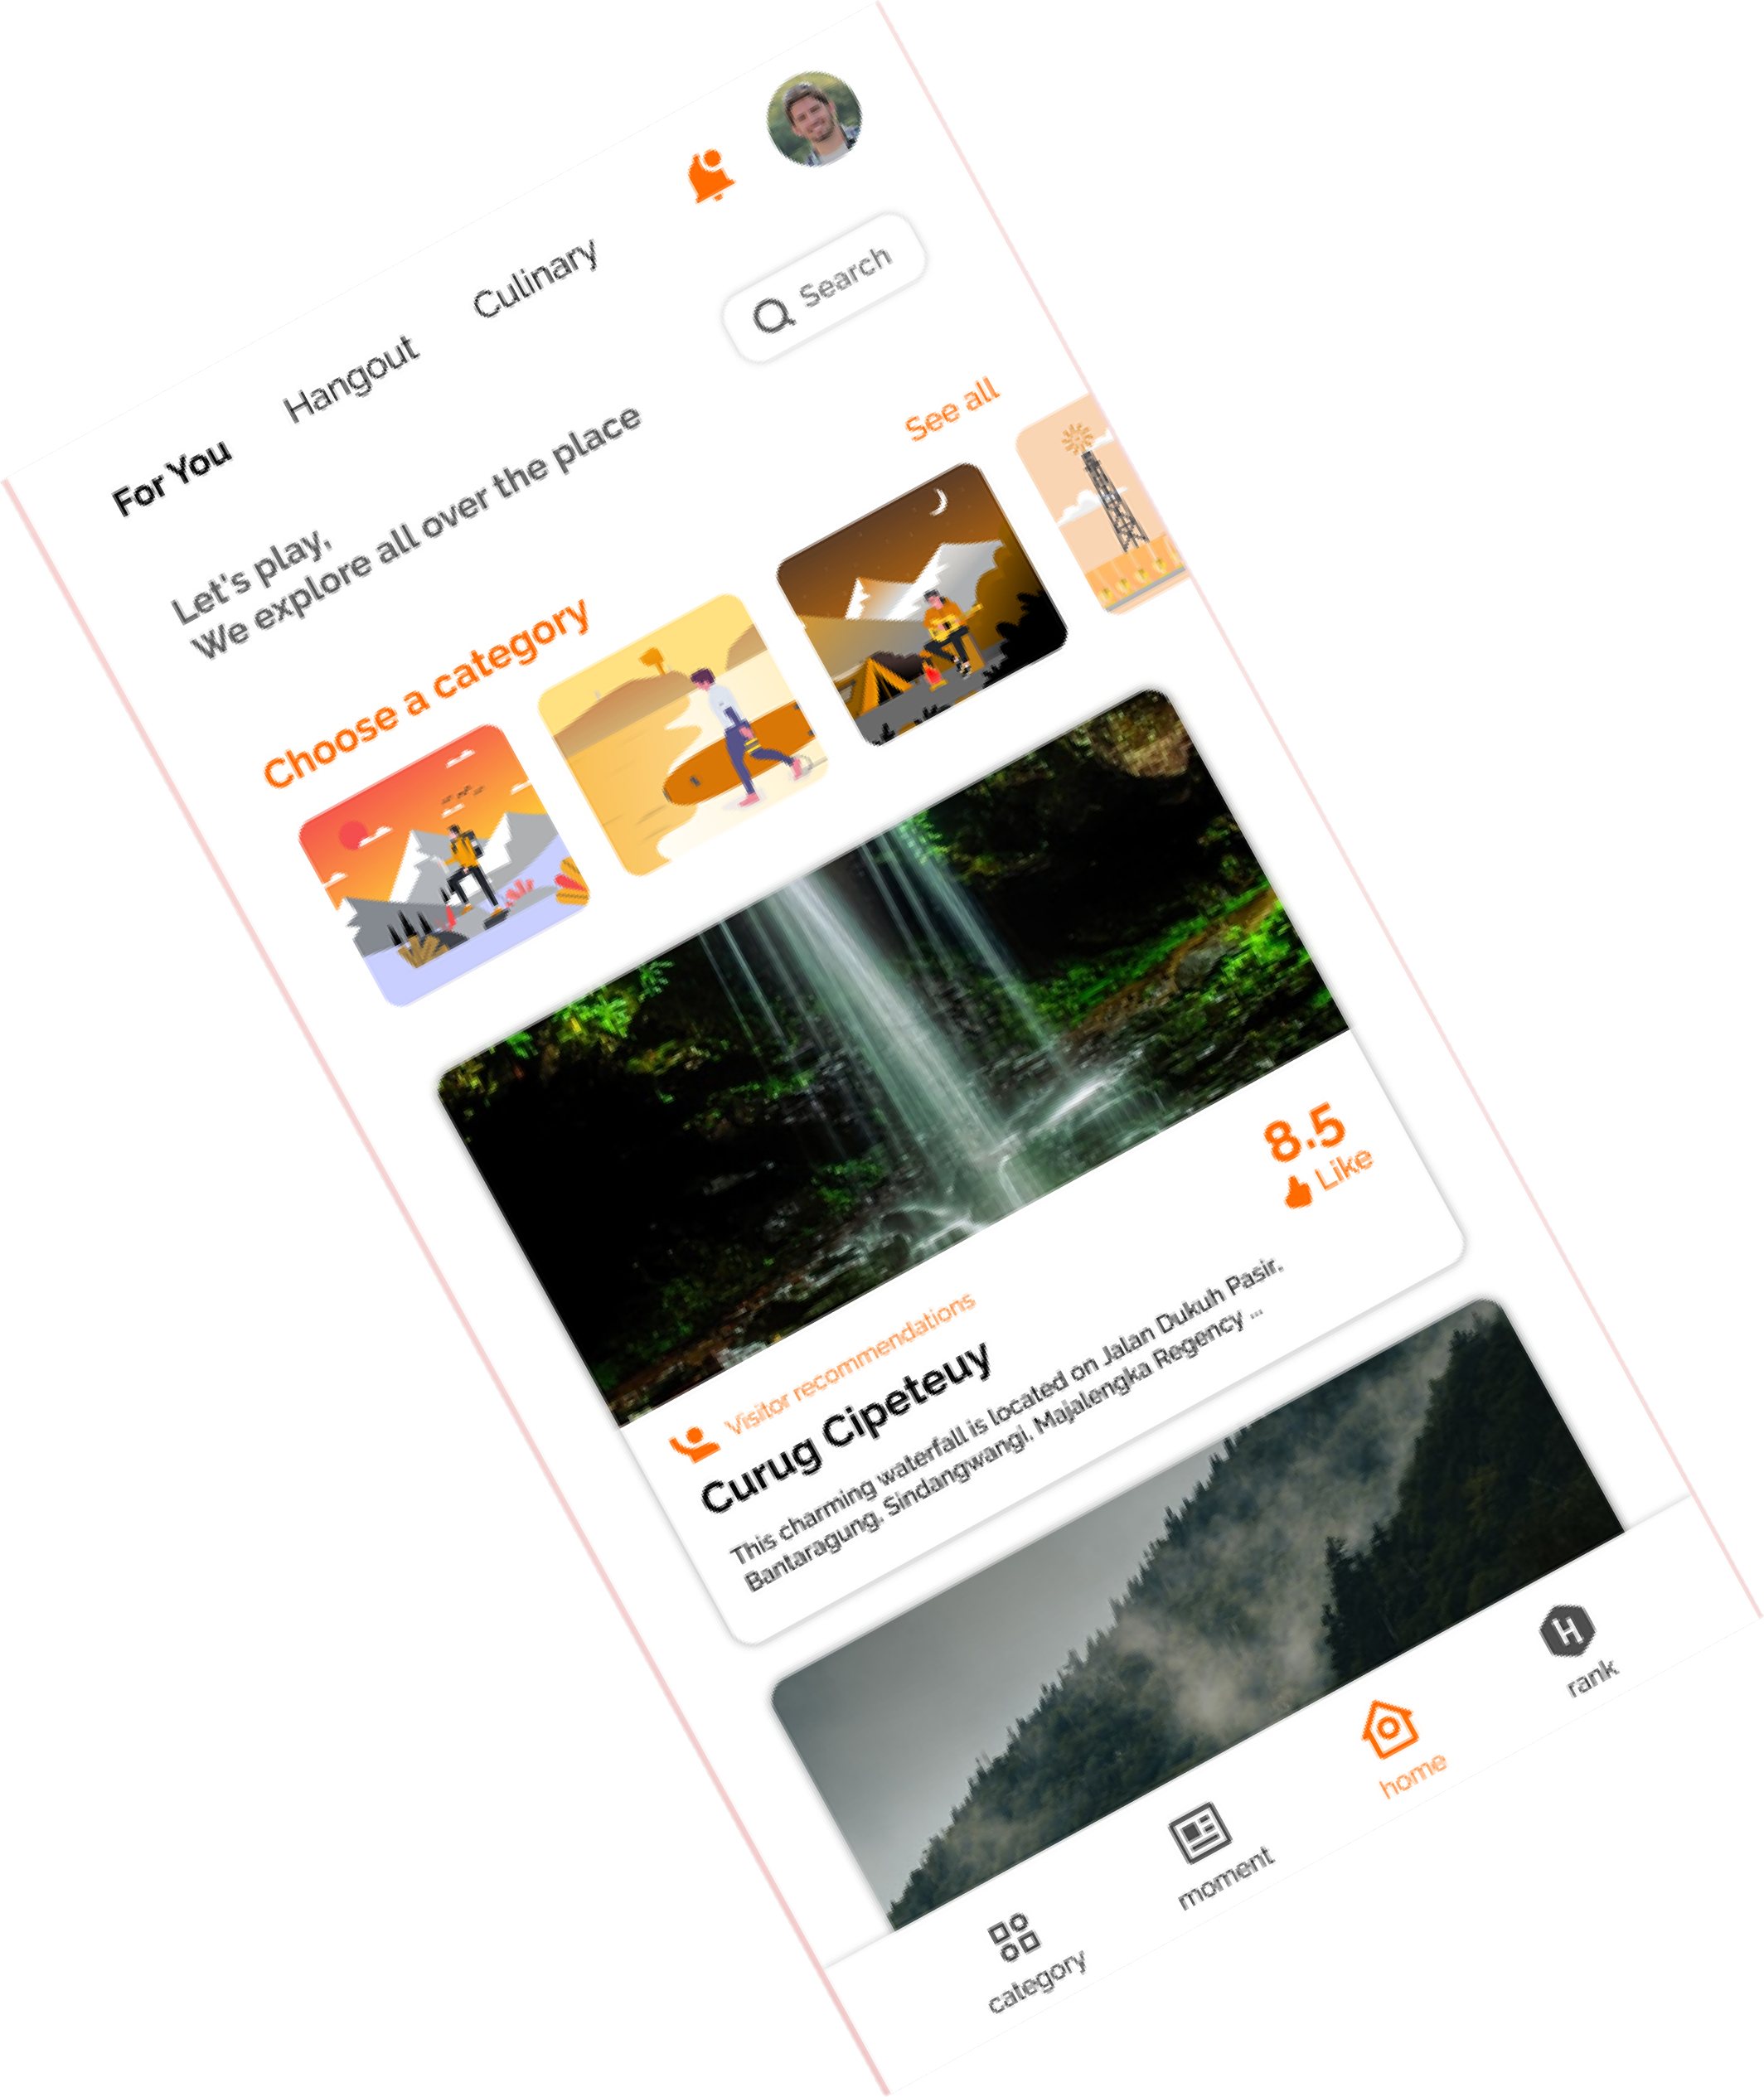 For You
Hangout
Culinary
Search
Let's play,
We explore all over the place
Choose a category
See all
8.5
Like
Visitor recommendations
Curug Cipeteuy
This charming waterfall is located on Jalan Dukuh Pasir,
Bantaragung, Sindangwangi, Majalengka Regency ...
category
moment
home
H
rank